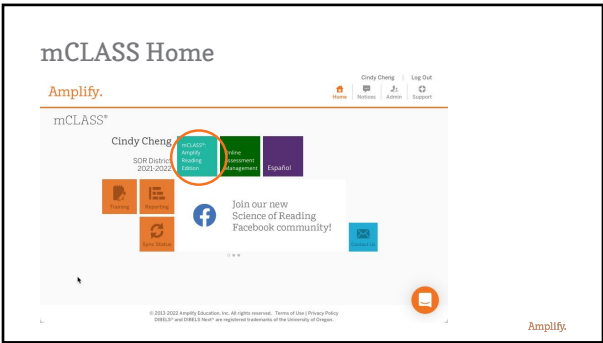 mCLASS Home
Cindy Cheng | Log Out
Amplify.
Home
Notices
Admin
Support
mCLASS®
Cindy Cheng
SOR District
2021-2022
mCLASS®:
Amplify
Reading
Edition
Online
Assessment
Management
Español
Training
Reporting
Sync Status
Join our new
Science of Reading
Facebook community!
Contact Us
© 2013-2022 Amplify Education, Inc. All rights reserved. Terms of Use | Privacy Policy
DIBELS® and DIBELS Next® are registered trademarks of the University of Oregon.
Amplify.